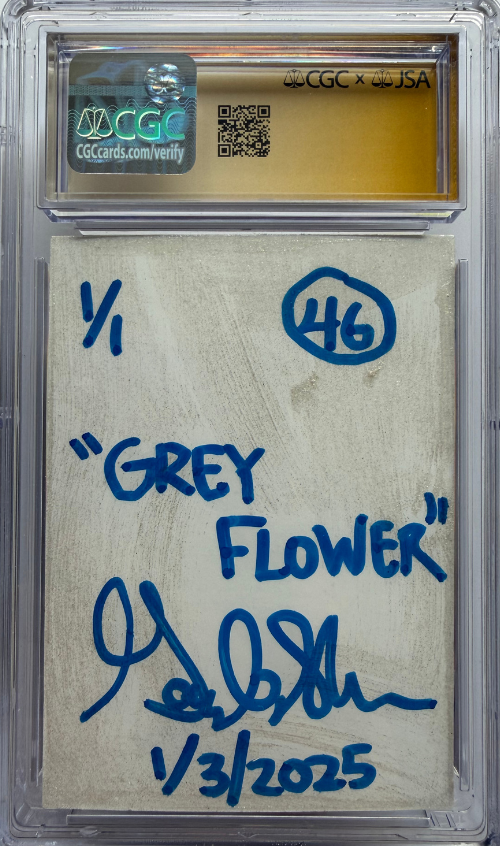 CGC × JSA
CGC
CGCcards.com/verify
1/1
46
"GREY
FLOWER"
1/3/2025